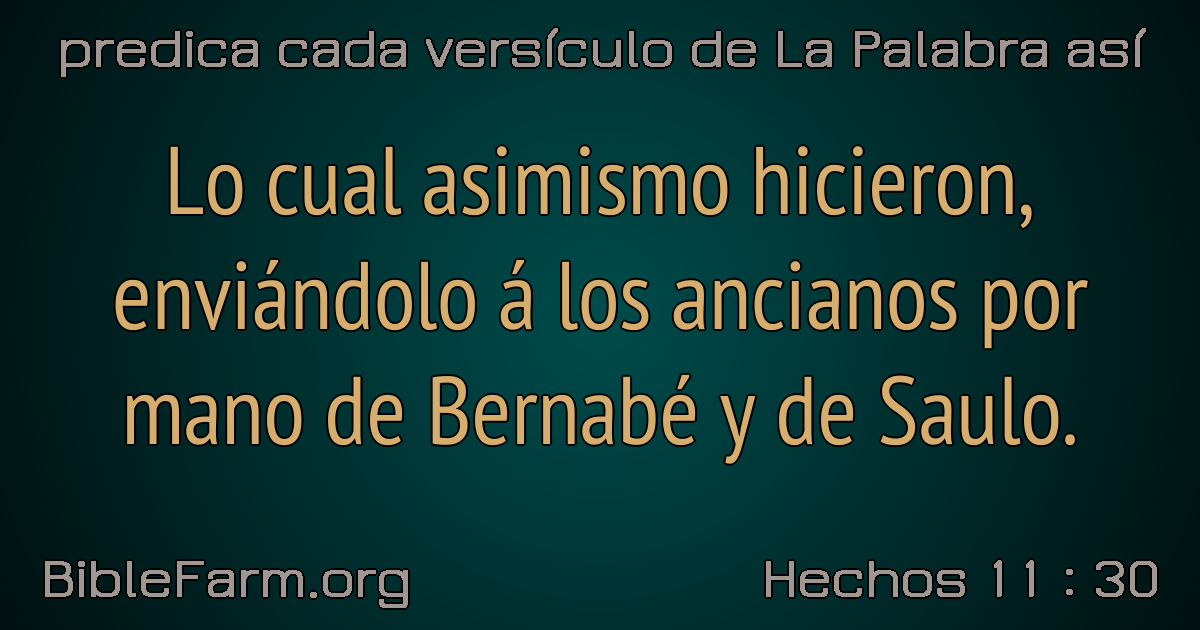 predica cada versículo de La Palabra así
Lo cual asimismo hicieron,
enviándolo á los ancianos por
mano de Bernabé y de Saulo.
BibleFarm.org
Hechos 11 : 30